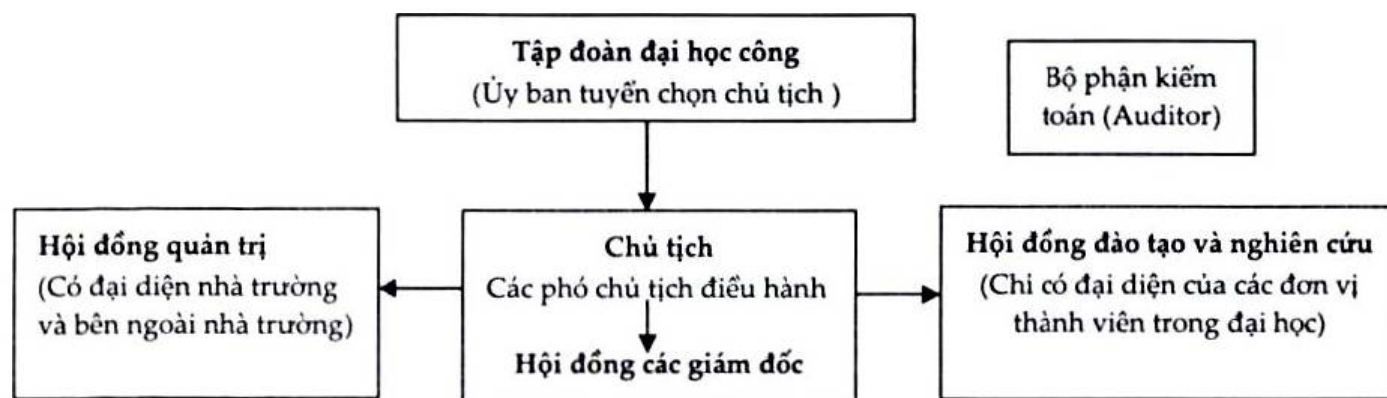 Tập đoàn đại học công
(Ủy ban tuyển chọn chủ tịch )
Bộ phận kiểm
toán (Auditor)
Hội đồng quản trị
(Có đại diện nhà trường
và bên ngoài nhà trường)
Chủ tịch
Các phó chủ tịch điều hành
Hội đồng các giám đốc
Hội đồng đào tạo và nghiên cứu
(Chỉ có đại diện của các đơn vị
thành viên trong đại học)